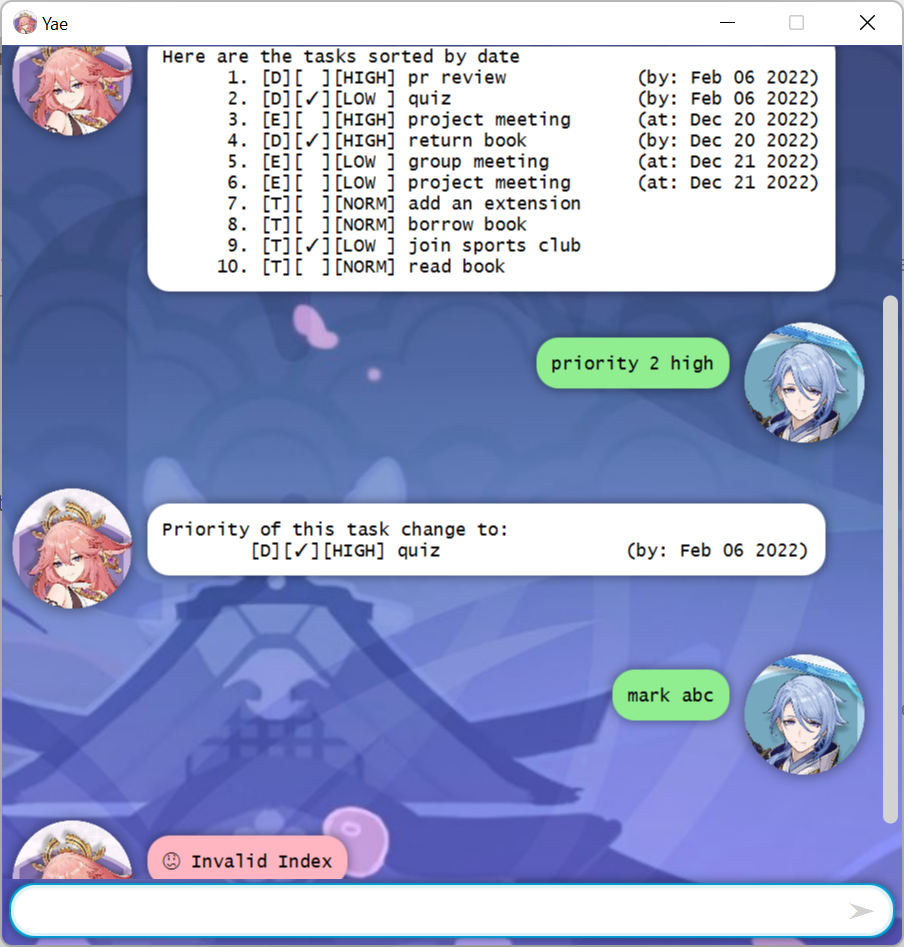 Yae
Here are the tasks sorted by date
1. [D][ ][HIGH] pr review (by: Feb 06 2022)
2. [D][✓][LOW ] quiz (by: Feb 06 2022)
3. [E][ ][HIGH] project meeting (at: Dec 20 2022)
4. [D][✓][HIGH] return book (by: Dec 20 2022)
5. [E][ ][LOW ] group meeting (at: Dec 21 2022)
6. [E][ ][LOW ] project meeting (at: Dec 21 2022)
7. [T][ ][NORM] add an extension
8. [T][ ][NORM] borrow book
9. [T][✓][LOW ] join sports club
10. [T][ ][NORM] read book
priority 2 high
Priority of this task change to:
[D][✓][HIGH] quiz (by: Feb 06 2022)
mark abc
☹ Invalid Index